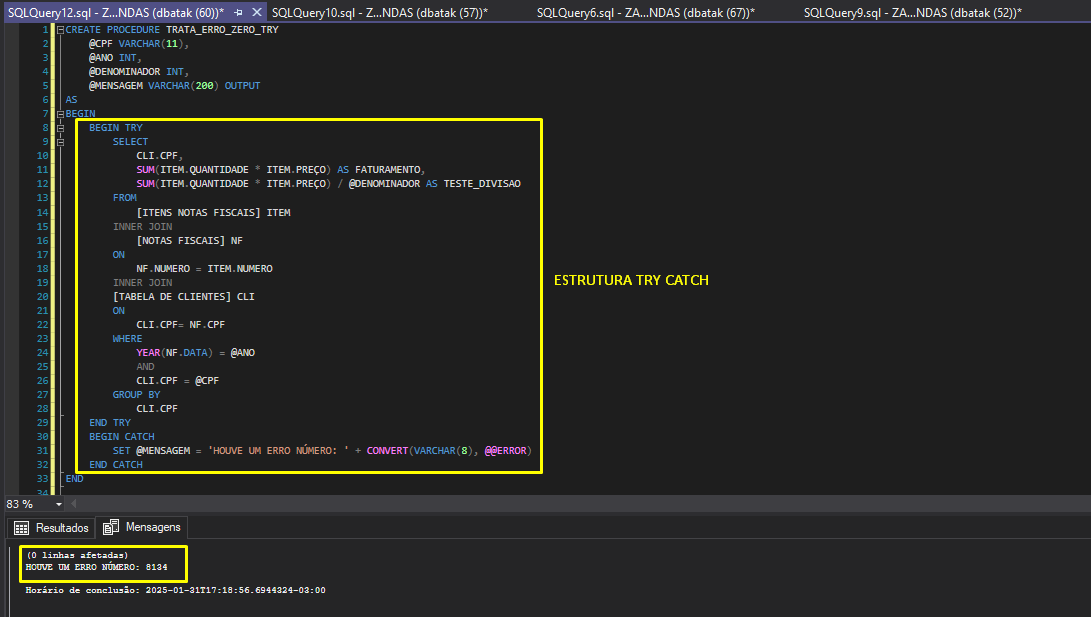 SQLQuery12.sql - Z...NDAS (dbatak (60))* SQLQuery10.sql - Z...NDAS (dbatak (57))* SQLQuery6.sql - ZA...NDAS (dbatak (67))* SQLQuery9.sql - ZA...NDAS (dbatak (52))*
1 CREATE PROCEDURE TRATA_ERRO_ZERO_TRY
2 @CPF VARCHAR(11),
3 @ANO INT,
4 @DENOMINADOR INT,
5 @MENSAGEM VARCHAR(200) OUTPUT
6 AS
7 BEGIN
8 BEGIN TRY
9 SELECT
10 CLI.CPF,
11 SUM(ITEM.QUANTIDADE * ITEM.PREÇO) AS FATURAMENTO,
12 SUM(ITEM.QUANTIDADE * ITEM.PREÇO) / @DENOMINADOR AS TESTE_DIVISAO
13 FROM
14 [ITENS NOTAS FISCAIS] ITEM
15 INNER JOIN
16 [NOTAS FISCAIS] NF
17 ON
18 NF.NUMERO = ITEM.NUMERO
19 INNER JOIN
20 [TABELA DE CLIENTES] CLI
21 ON
22 CLI.CPF= NF.CPF
23 WHERE
24 YEAR(NF.DATA) = @ANO
25 AND
26 CLI.CPF = @CPF
27 GROUP BY
28 CLI.CPF
29 END TRY
30 BEGIN CATCH
31 SET @MENSAGEM = 'HOUVE UM ERRO NÚMERO: ' + CONVERT(VARCHAR(8), @@ERROR)
32 END CATCH
33 END
34
ESTRUTURA TRY CATCH
83 %
Resultados Mensagens
(0 linhas afetadas)
HOUVE UM ERRO NÚMERO: 8134
Horário de conclusão: 2025-01-31T17:18:56.6944324-03:00